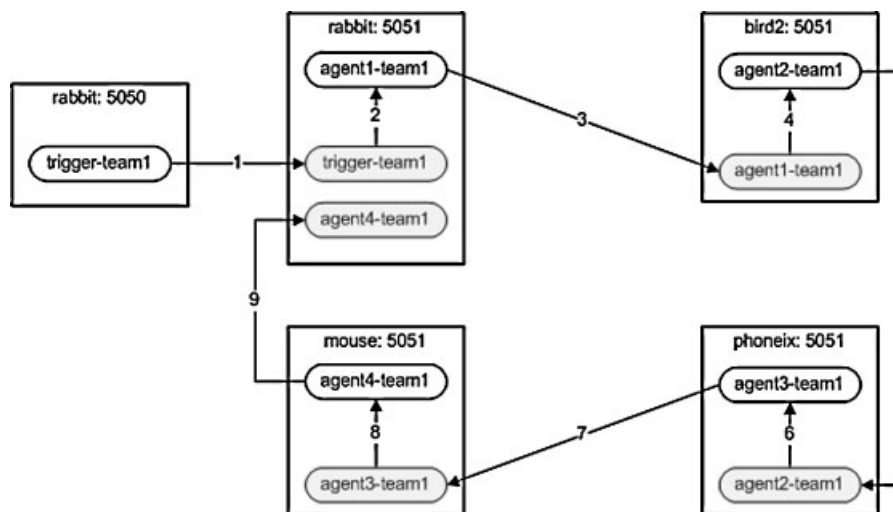 rabbit: 5050
trigger-team1
1
rabbit: 5051
agent1-team1
2
trigger-team1
agent4-team1
3
bird2: 5051
agent2-team1
4
agent1-team1
9
mouse: 5051
agent4-team1
8
agent3-team1
7
phoneix: 5051
agent3-team1
6
agent2-team1